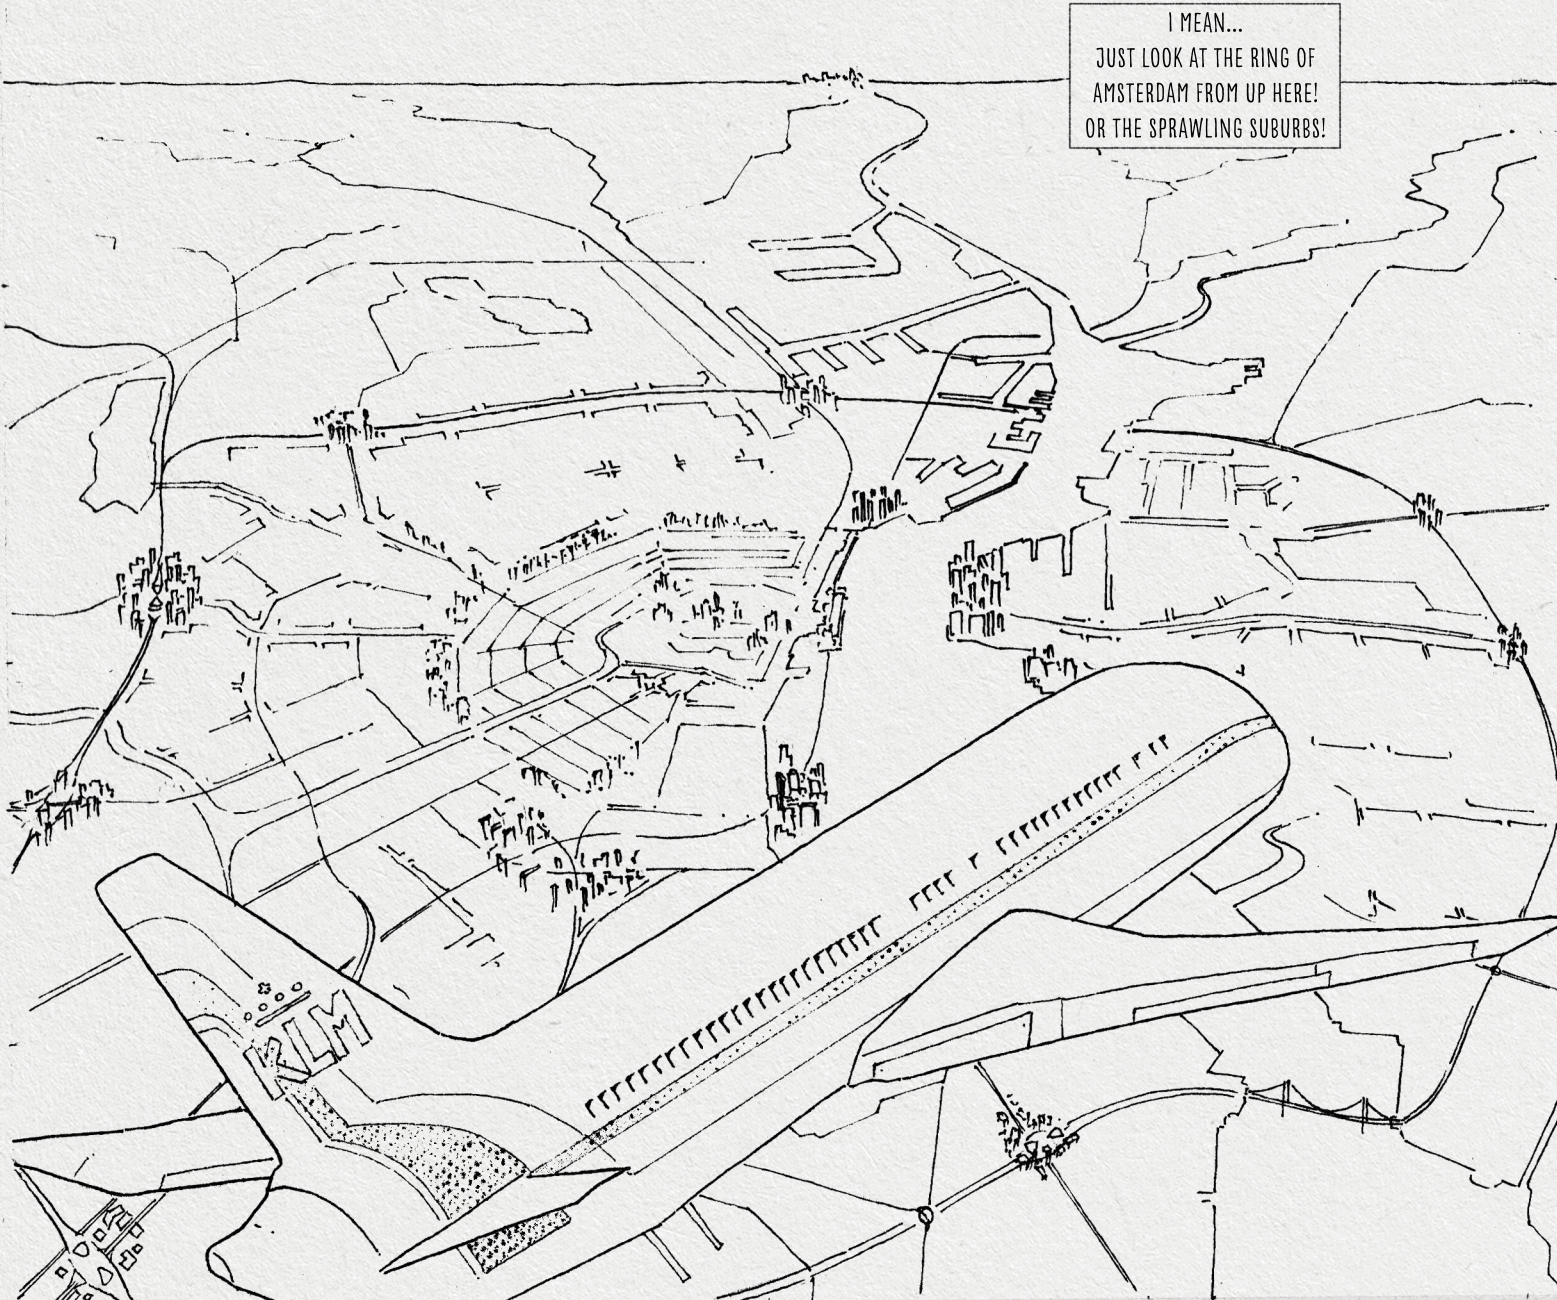 I MEAN...
JUST LOOK AT THE RING OF
AMSTERDAM FROM UP HERE!
OR THE SPRAWLING SUBURBS!
KLM